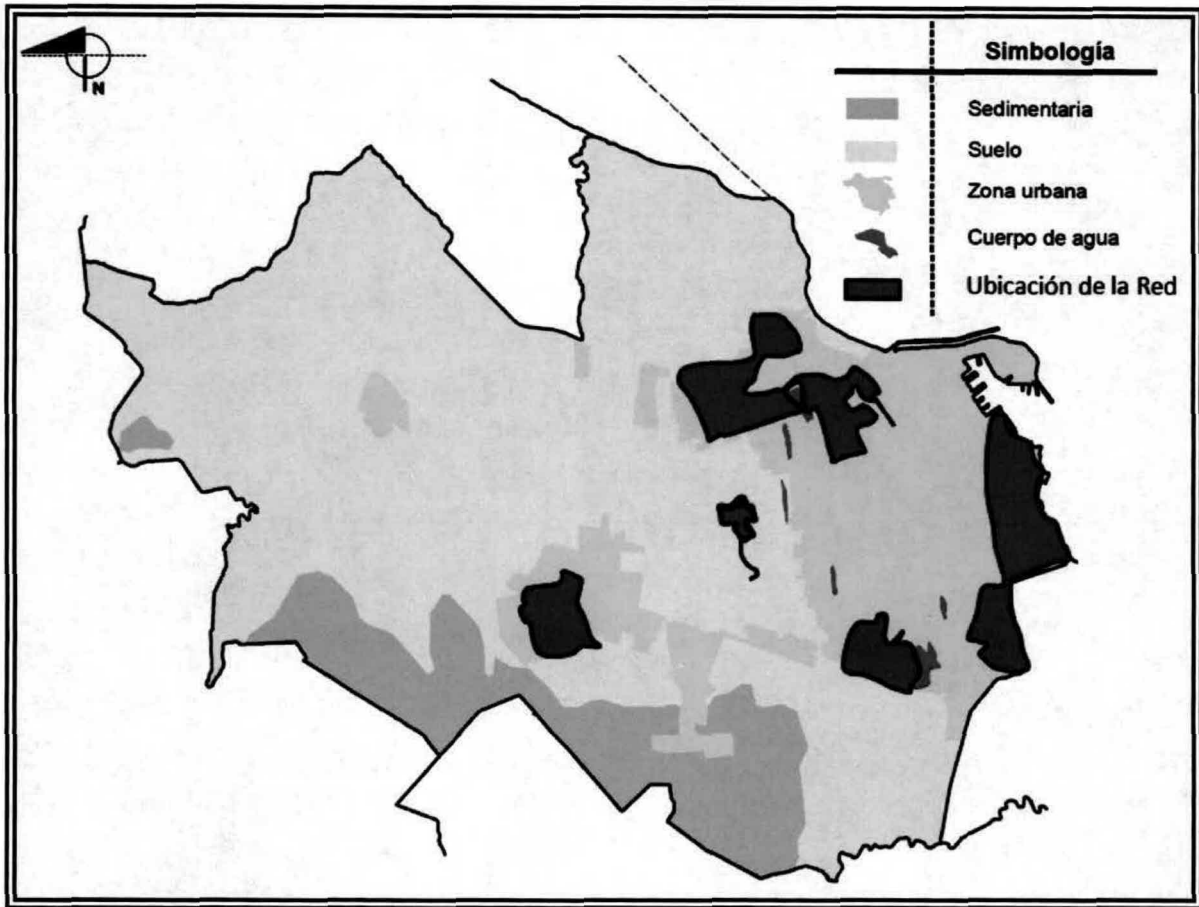 N
Simbología
Sedimentaria
Suelo
Zona urbana
Cuerpo de agua
Ubicación de la Red